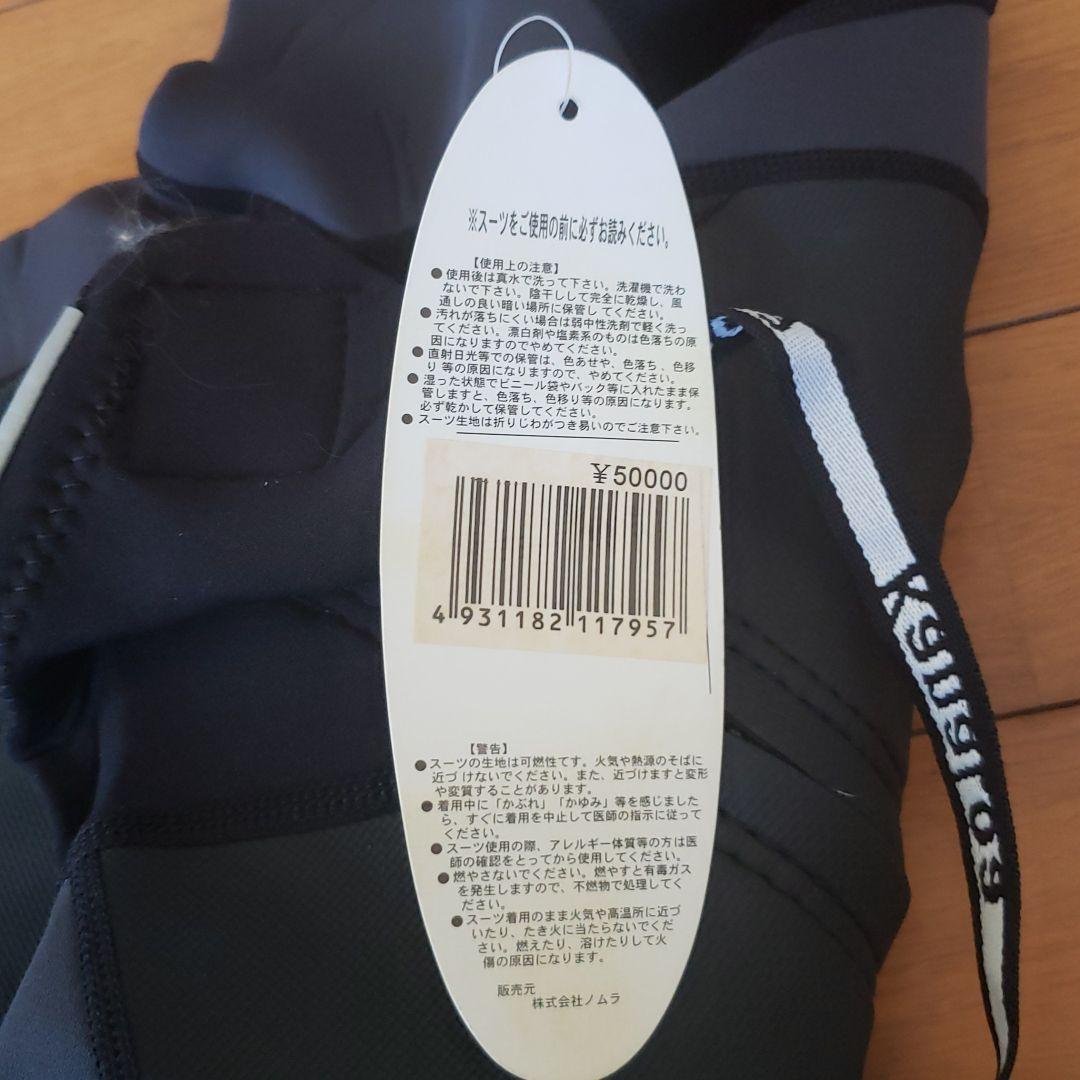 ※スーツをご使用の前に必ずお読みください。
【使用上の注意】
●使用後は真水で洗って下さい。洗濯機で洗わ
ないで下さい。陰干しして完全に乾燥し、風
通しの良い暗い場所に保管してください。
●汚れが落ちにくい場合は弱中性洗剤で軽く洗っ
てください。漂白剤や塩素系のものは色落ちの原
因になりますのでやめてください。
●直射日光等での保管は、色あせや、色落ち、色移
り等の原因になりますので、やめてください。
●湿った状態でビニール袋やバック等に入れたまま保
管しますと、色落ち、色移り等の原因になります。
必ず乾かして保管してください。
●スーツ生地は折りじわがつき易いのでご注意下さい。
¥50000
4 931182 117957
【警告】
●スーツの生地は可燃性てす。火気や熱源のそばに
近づけないでください。また、近づけますと変形
や変質することがあります。
●着用中に「かぶれ」「かゆみ」等を感じました
ら、すぐに着用を中止して医師の指示に従って
ください。
●スーツ使用の際、アレルギー体質等の方は医
師の確認をとってから使用してください。
●燃やさないでください。燃やすと有毒ガス
を発生しますので、不燃物で処理してく
ださい。
●スーツ着用のまま火気や高温所に近づ
いたり、たき火に当たらないでくだ
さい。燃えたり、溶けたりして火
傷の原因になります。
販売元
株式会社ノムラ